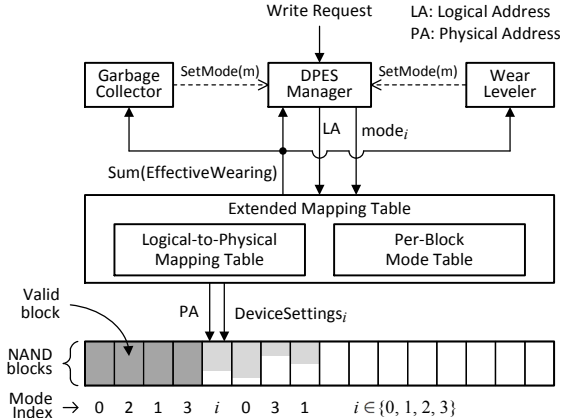 Write Request
LA: Logical Address
PA: Physical Address
Garbage Collector
SetMode(m)
DPES Manager
SetMode(m)
Wear Leveler
LA
modeᵢ
Sum(EffectiveWearing)
Extended Mapping Table
Logical-to-Physical Mapping Table
Per-Block Mode Table
Valid block
PA
DeviceSettingsᵢ
NAND blocks
Mode Index → 0 2 1 3 i 0 3 1 i ∈ {0, 1, 2, 3}